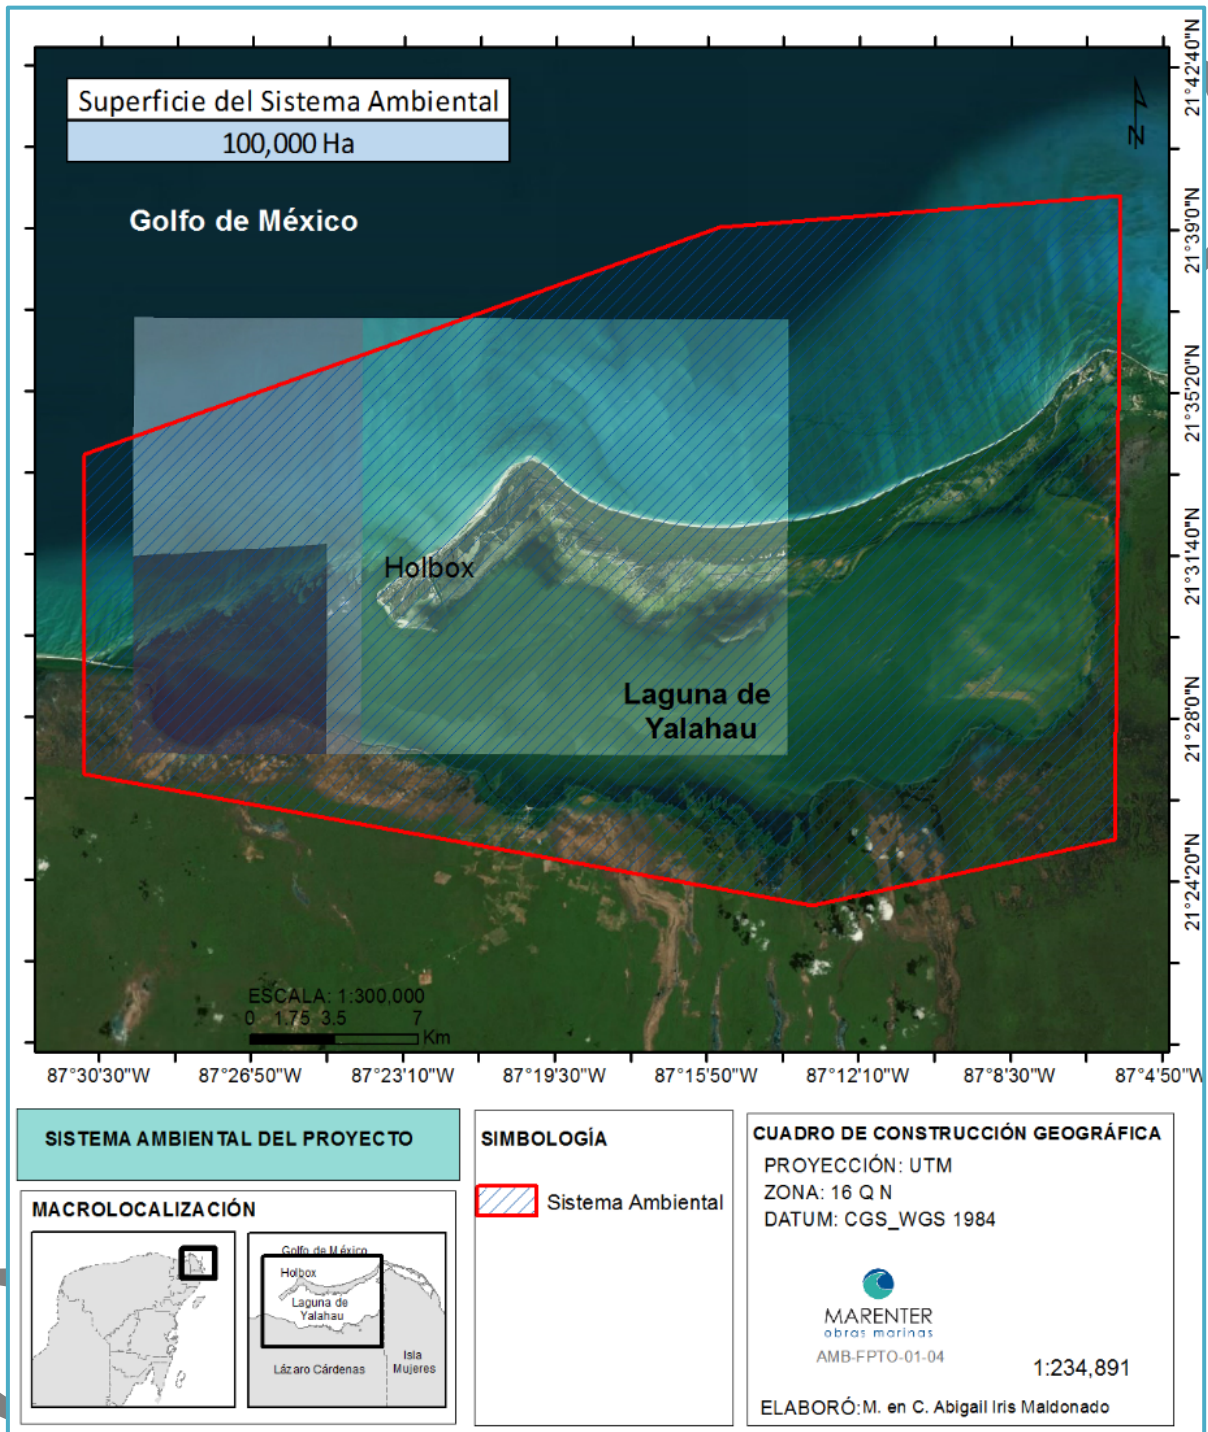 Superficie del Sistema Ambiental
100,000 Ha
N
Golfo de México
Holbox
Laguna de
Yalahau
ESCALA: 1:300,000
0 1.75 3.5 7
Km
21°42'40"N
21°39'0"N
21°35'20"N
21°31'40"N
21°28'0"N
21°24'20"N
87°30'30"W 87°26'50"W 87°23'10"W 87°19'30"W 87°15'50"W 87°12'10"W 87°8'30"W 87°4'50"W
SISTEMA AMBIENTAL DEL PROYECTO
MACROLOCALIZACIÓN
Golfo de México
Holbox
Laguna de
Yalahau
Lázaro Cárdenas
Isla
Mujeres
SIMBOLOGÍA
Sistema Ambiental
CUADRO DE CONSTRUCCIÓN GEOGRÁFICA
PROYECCIÓN: UTM
ZONA: 16 Q N
DATUM: CGS_WGS 1984
MARENTER
obras marinas
AMB-FPTO-01-04
1:234,891
ELABORÓ: M. en C. Abigail Iris Maldonado